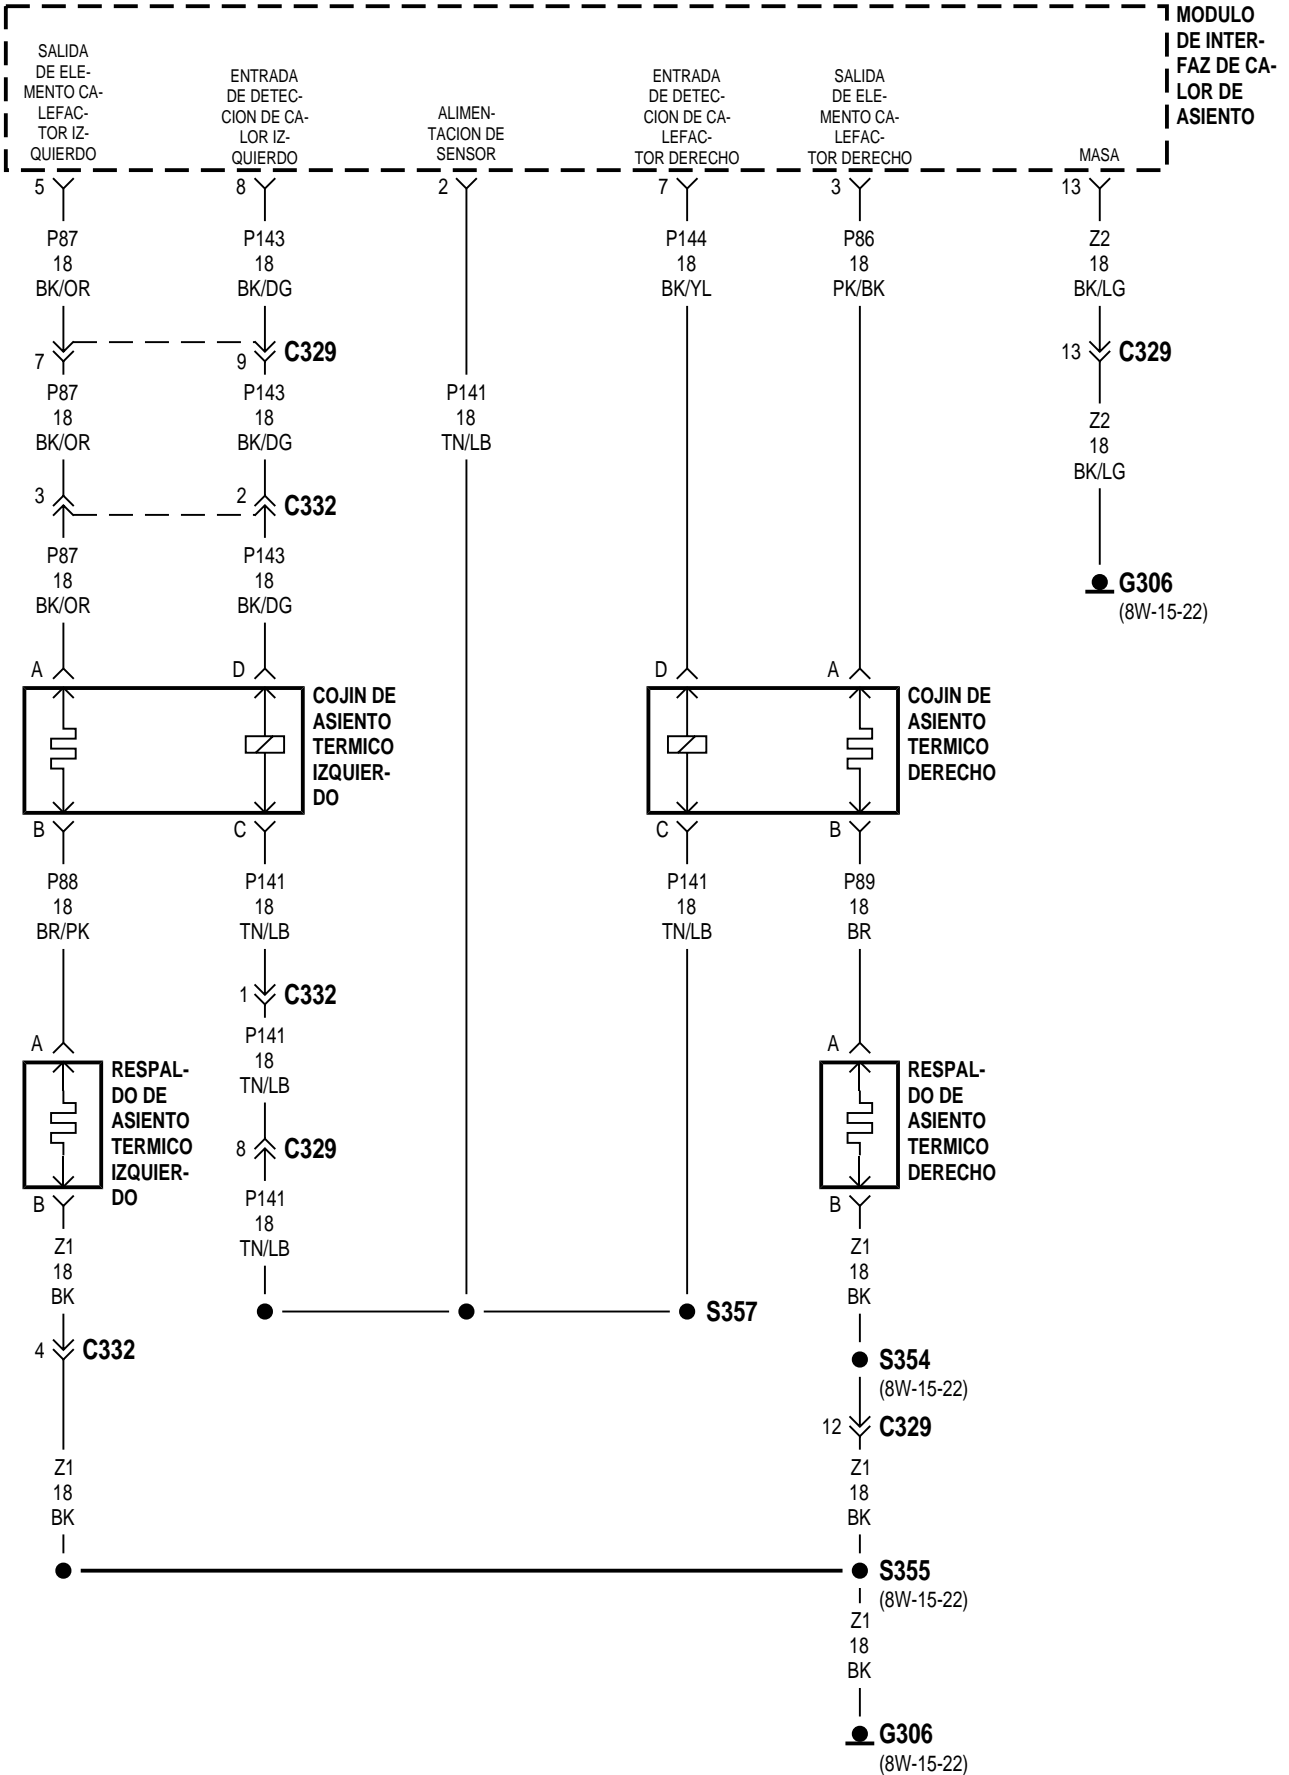 MODULO
DE INTER-
FAZ DE CA-
LOR DE
ASIENTO
SALIDA
DE ELE-
MENTO CA-
LEFAC-
TOR IZ-
QUIERDO
ENTRADA
DE DETEC-
CION DE CA-
LOR IZ-
QUIERDO
ALIMEN-
TACION DE
SENSOR
ENTRADA
DE DETEC-
CION DE CA-
LEFAC-
TOR DERECHO
SALIDA
DE ELE-
MENTO CA-
LEFAC-
TOR DERECHO
MASA
5 8 2 7 3 13
P87 P143 P144 P86 Z2
18 18 18 18 18
BK/OR BK/DG BK/YL PK/BK BK/LG
7 9 C329 13 C329
P87 P143 P141 Z2
18 18 18 18
BK/OR BK/DG TN/LB BK/LG
3 2 C332
P87 P143
18 18
BK/OR BK/DG
G306
(8W-15-22)
A D D A
COJIN DE
ASIENTO
TERMICO
IZQUIER-
DO
COJIN DE
ASIENTO
TERMICO
DERECHO
B C C B
P88 P141 P141 P89
18 18 18 18
BR/PK TN/LB TN/LB BR
1 C332
P141
18
TN/LB
A A
RESPAL-
DO DE
ASIENTO
TERMICO
IZQUIER-
DO
RESPAL-
DO DE
ASIENTO
TERMICO
DERECHO
8 C329
P141
18
TN/LB
B B
Z1 Z1
18 18
BK BK
S357
4 C332
S354
(8W-15-22)
12 C329
Z1 Z1
18 18
BK BK
S355
(8W-15-22)
Z1
18
BK
G306
(8W-15-22)